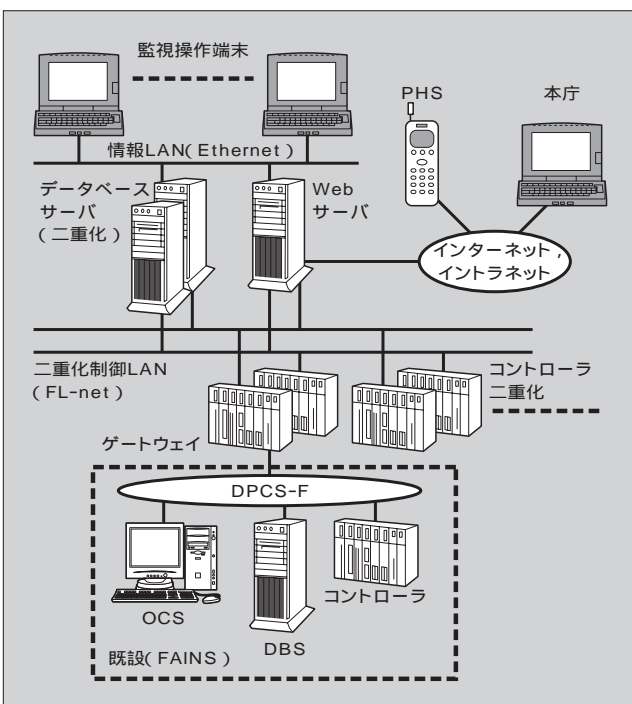 監視操作端末
PHS
本庁
情報LAN(Ethernet)
データベース
サーバ
(二重化)
Web
サーバ
インターネット,
イントラネット
二重化制御LAN
(FL-net)
コントローラ
二重化
ゲートウェイ
DPCS-F
OCS
DBS
コントローラ
既設(FAINS)